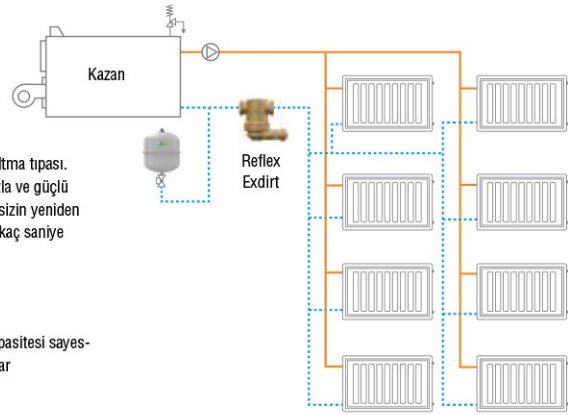 Kazan
Reflex
Exdirt
ltma tıpası.
la ve güçlü
sizin yeniden
kaç saniye
pasitesi sayes-
ar